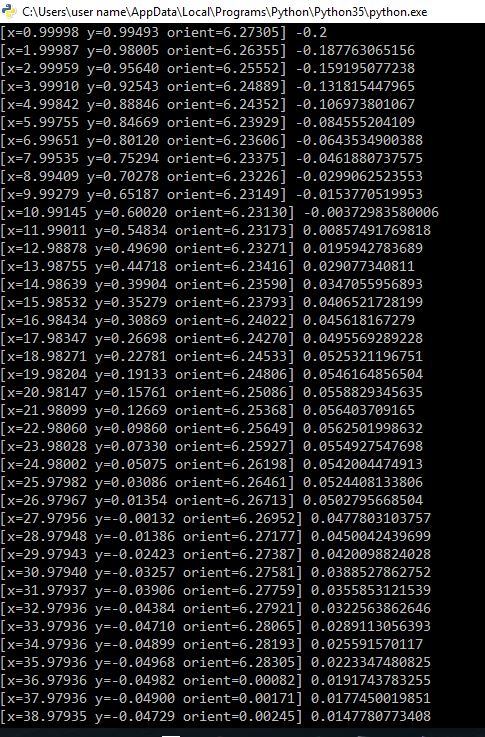 C:\Users\user name\AppData\Local\Programs\Python\Python35\python.exe
[x=0.99998 y=0.99493 orient=6.27305] -0.2
[x=1.99987 y=0.98005 orient=6.26355] -0.187763065156
[x=2.99959 y=0.95640 orient=6.25552] -0.159195077238
[x=3.99910 y=0.92543 orient=6.24889] -0.131815447965
[x=4.99842 y=0.88846 orient=6.24352] -0.106973801067
[x=5.99755 y=0.84669 orient=6.23929] -0.084555204109
[x=6.99651 y=0.80120 orient=6.23606] -0.0643534900388
[x=7.99535 y=0.75294 orient=6.23375] -0.0461880737575
[x=8.99409 y=0.70278 orient=6.23226] -0.0299062523553
[x=9.99279 y=0.65187 orient=6.23149] -0.0153770519953
[x=10.99145 y=0.60020 orient=6.23130] -0.00372983580006
[x=11.99011 y=0.54834 orient=6.23173] 0.00857491769818
[x=12.98878 y=0.49690 orient=6.23271] 0.0195942783689
[x=13.98755 y=0.44718 orient=6.23416] 0.029077340811
[x=14.98639 y=0.39904 orient=6.23590] 0.0347055956893
[x=15.98532 y=0.35279 orient=6.23793] 0.0406521728199
[x=16.98434 y=0.30869 orient=6.24022] 0.045618167279
[x=17.98347 y=0.26698 orient=6.24270] 0.0495569289228
[x=18.98271 y=0.22781 orient=6.24533] 0.0525321196751
[x=19.98204 y=0.19133 orient=6.24806] 0.0546164856504
[x=20.98147 y=0.15761 orient=6.25086] 0.0558829345635
[x=21.98099 y=0.12669 orient=6.25368] 0.056403709165
[x=22.98060 y=0.09860 orient=6.25649] 0.0562501998632
[x=23.98028 y=0.07330 orient=6.25927] 0.0554927547698
[x=24.98002 y=0.05075 orient=6.26198] 0.0542004474913
[x=25.97982 y=0.03086 orient=6.26461] 0.0524408133806
[x=26.97967 y=0.01354 orient=6.26713] 0.0502795668504
[x=27.97956 y=-0.00132 orient=6.26952] 0.0477803103757
[x=28.97948 y=-0.01386 orient=6.27177] 0.0450042439699
[x=29.97943 y=-0.02423 orient=6.27387] 0.0420098824028
[x=30.97940 y=-0.03257 orient=6.27581] 0.0388527862752
[x=31.97937 y=-0.03906 orient=6.27759] 0.0355853121539
[x=32.97936 y=-0.04384 orient=6.27921] 0.0322563862646
[x=33.97936 y=-0.04710 orient=6.28065] 0.0289113056393
[x=34.97936 y=-0.04899 orient=6.28193] 0.025591570117
[x=35.97936 y=-0.04968 orient=6.28305] 0.0223347480825
[x=36.97936 y=-0.04982 orient=0.00082] 0.0191743783255
[x=37.97936 y=-0.04900 orient=0.00171] 0.0177450019851
[x=38.97935 y=-0.04729 orient=0.00245] 0.0147780773408